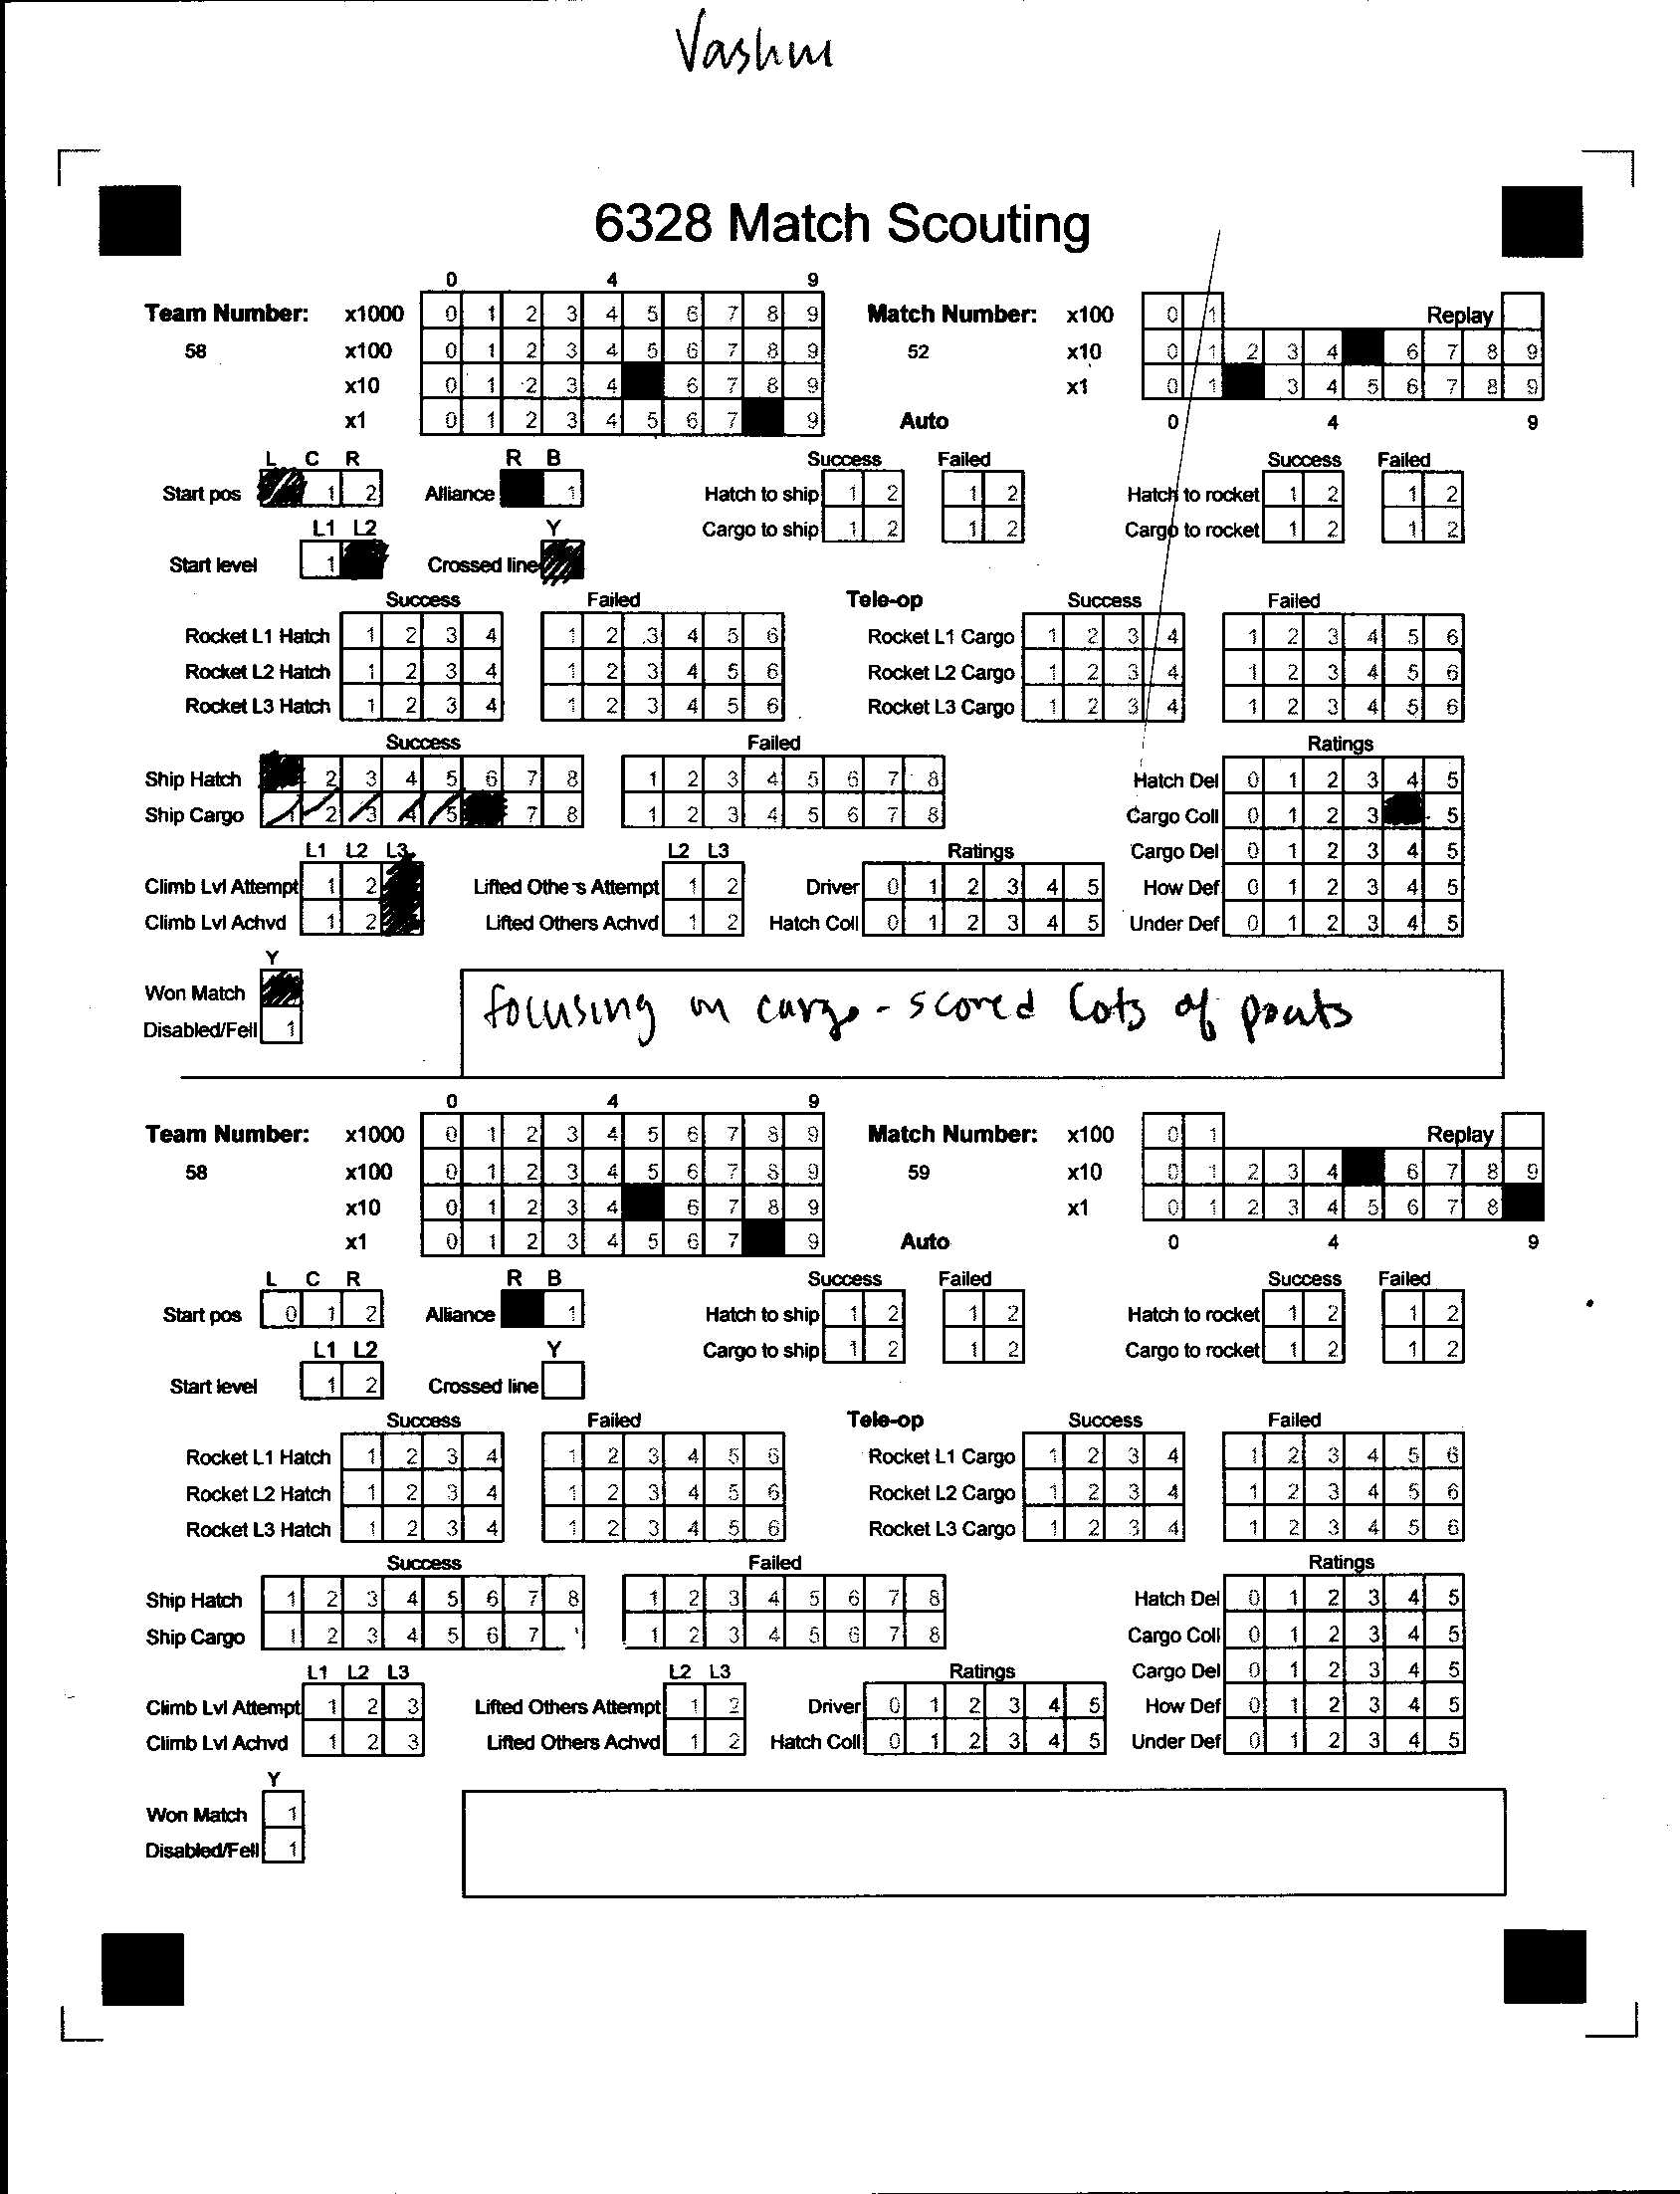 Vashni
6328 Match Scouting
0 4 9
Team Number: x1000 0 1 2 3 4 5 6 7 8 9 Match Number: x100 0 1 Replay
58 x100 0 1 2 3 4 5 6 7 8 9 52 x10 0 1 2 3 4 6 7 8 9
x10 0 1 2 3 4 6 7 8 9 x1 0 1 3 4 5 6 7 8 9
x1 0 1 2 3 4 5 6 7 9 Auto 0 4 9
L C R R B Success Failed Success Failed
Start pos 1 2 Alliance 1 Hatch to ship 1 2 1 2 Hatch to rocket 1 2 1 2
L1 L2 Y Cargo to ship 1 2 1 2 Cargo to rocket 1 2 1 2
Start level 1 Crossed line
Success Failed Tele-op Success Failed
Rocket L1 Hatch 1 2 3 4 1 2 3 4 5 6 Rocket L1 Cargo 1 2 3 4 1 2 3 4 5 6
Rocket L2 Hatch 1 2 3 4 1 2 3 4 5 6 Rocket L2 Cargo 1 2 3 4 1 2 3 4 5 6
Rocket L3 Hatch 1 2 3 4 1 2 3 4 5 6 Rocket L3 Cargo 1 2 3 4 1 2 3 4 5 6
Success Failed Ratings
Ship Hatch 2 3 4 5 6 7 8 1 2 3 4 5 6 7 8 Hatch Del 0 1 2 3 4 5
Ship Cargo 1 2 3 4 5 7 8 1 2 3 4 5 6 7 8 Cargo Coll 0 1 2 3 5
L1 L2 L3 L2 L3 Ratings Cargo Del 0 1 2 3 4 5
Climb Lvl Attempt 1 2 Lifted Others Attempt 1 2 Driver 0 1 2 3 4 5 How Def 0 1 2 3 4 5
Climb Lvl Achvd 1 2 Lifted Others Achvd 1 2 Hatch Coll 0 1 2 3 4 5 Under Def 0 1 2 3 4 5
Y
Won Match
Disabled/Fell 1
focusing on cargo - scored lots of points
0 4 9
Team Number: x1000 0 1 2 3 4 5 6 7 8 9 Match Number: x100 0 1 Replay
58 x100 0 1 2 3 4 5 6 7 8 9 59 x10 0 1 2 3 4 6 7 8 9
x10 0 1 2 3 4 6 7 8 9 x1 0 1 2 3 4 5 6 7 8
x1 0 1 2 3 4 5 6 7 9 Auto 0 4 9
L C R R B Success Failed Success Failed
Start pos 0 1 2 Alliance 1 Hatch to ship 1 2 1 2 Hatch to rocket 1 2 1 2
L1 L2 Y Cargo to ship 1 2 1 2 Cargo to rocket 1 2 1 2
Start level 1 2 Crossed line
Success Failed Tele-op Success Failed
Rocket L1 Hatch 1 2 3 4 1 2 3 4 5 6 Rocket L1 Cargo 1 2 3 4 1 2 3 4 5 6
Rocket L2 Hatch 1 2 3 4 1 2 3 4 5 6 Rocket L2 Cargo 1 2 3 4 1 2 3 4 5 6
Rocket L3 Hatch 1 2 3 4 1 2 3 4 5 6 Rocket L3 Cargo 1 2 3 4 1 2 3 4 5 6
Success Failed Ratings
Ship Hatch 1 2 3 4 5 6 7 8 1 2 3 4 5 6 7 8 Hatch Del 0 1 2 3 4 5
Ship Cargo 1 2 3 4 5 6 7 1 2 3 4 5 6 7 8 Cargo Coll 0 1 2 3 4 5
L1 L2 L3 L2 L3 Ratings Cargo Del 0 1 2 3 4 5
Climb Lvl Attempt 1 2 3 Lifted Others Attempt 1 2 Driver 0 1 2 3 4 5 How Def 0 1 2 3 4 5
Climb Lvl Achvd 1 2 3 Lifted Others Achvd 1 2 Hatch Coll 0 1 2 3 4 5 Under Def 0 1 2 3 4 5
Y
Won Match 1
Disabled/Fell 1